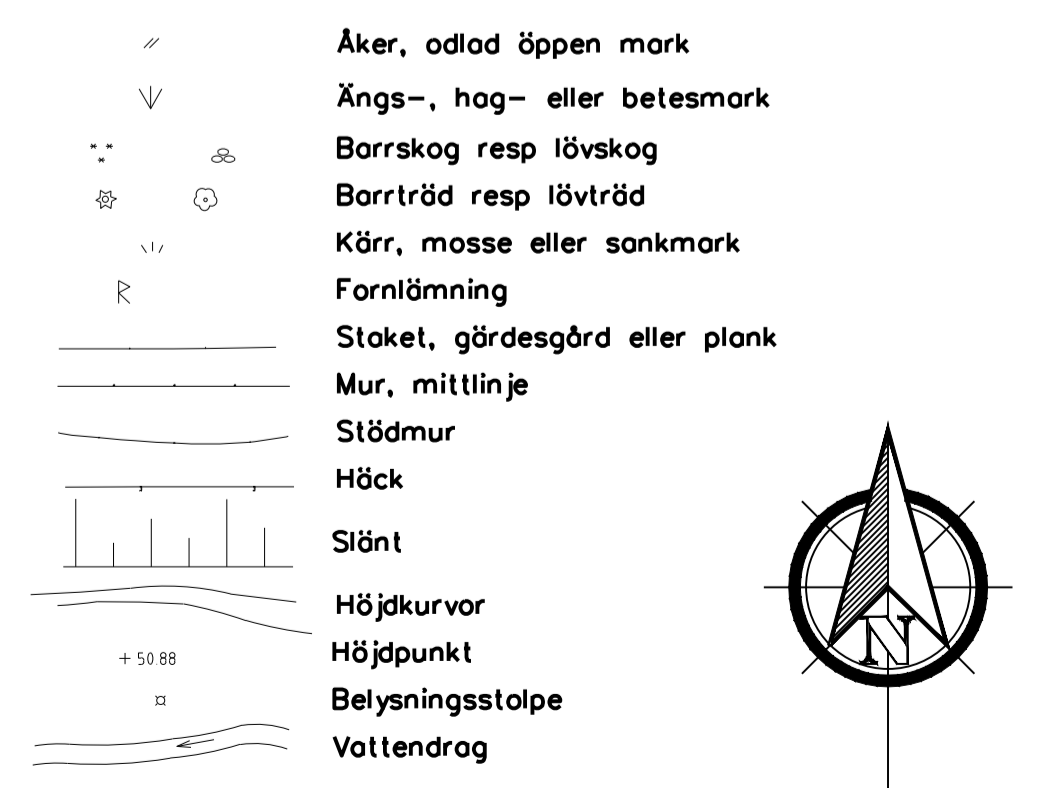 Åker, odlad öppen mark
Ängs-, hag- eller betesmark
Barrskog resp lövskog
Barrträd resp lövträd
Kärr, mosse eller sankmark
R Fornlämning
Staket, gärdesgård eller plank
Mur, mittlinje
Stödmur
Häck
Slänt
Höjdkurvor
+ 50.88 Höjdpunkt
Belysningsstolpe
Vattendrag
N